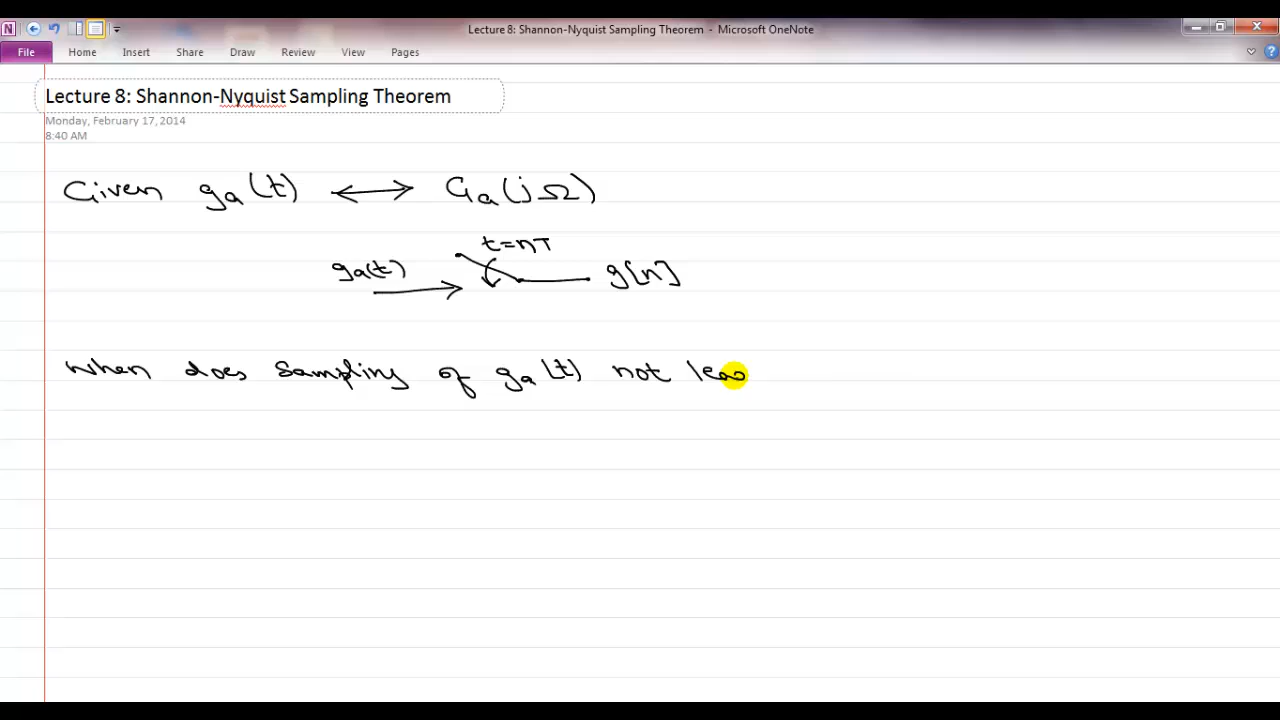 Lecture 8: Shannon-Nyquist Sampling Theorem - Microsoft OneNote
File Home Insert Share Draw Review View Pages
Lecture 8: Shannon-Nyquist Sampling Theorem
Monday, February 17, 2014
8:40 AM
Given gₐ(t) ↔ Gₐ(jΩ)
t=nT
gₐ(t) → g[n]
When does sampling of gₐ(t) not